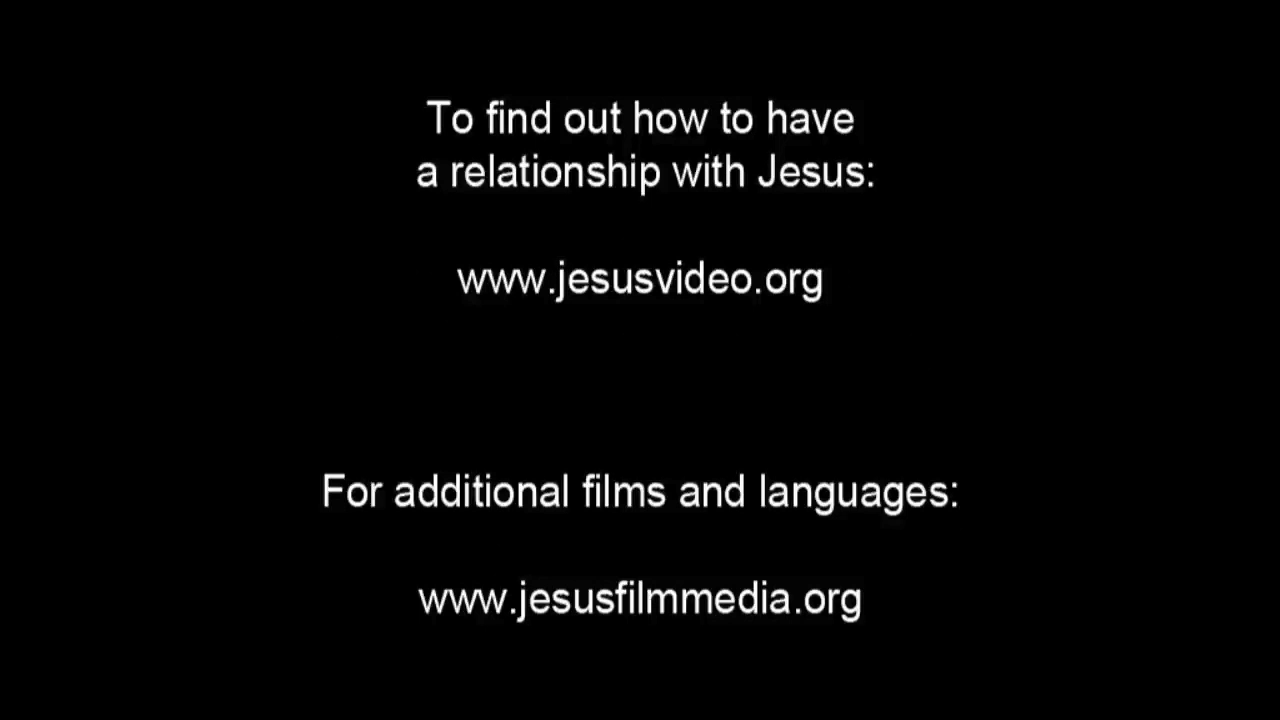 To find out how to have
a relationship with Jesus:
www.jesusvideo.org
For additional films and languages:
www.jesusfilmmedia.org